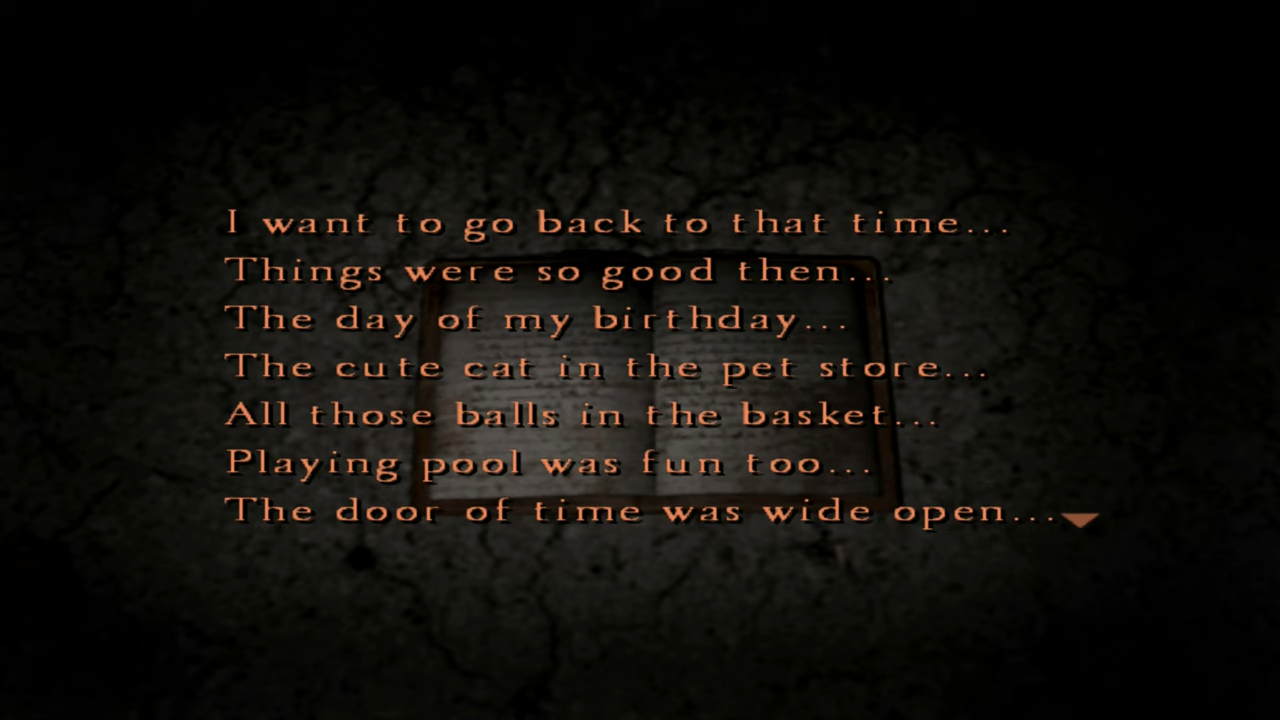 I want to go back to that time...
Things were so good then...
The day of my birthday...
The cute cat in the pet store...
All those balls in the basket...
Playing pool was fun too...
The door of time was wide open...